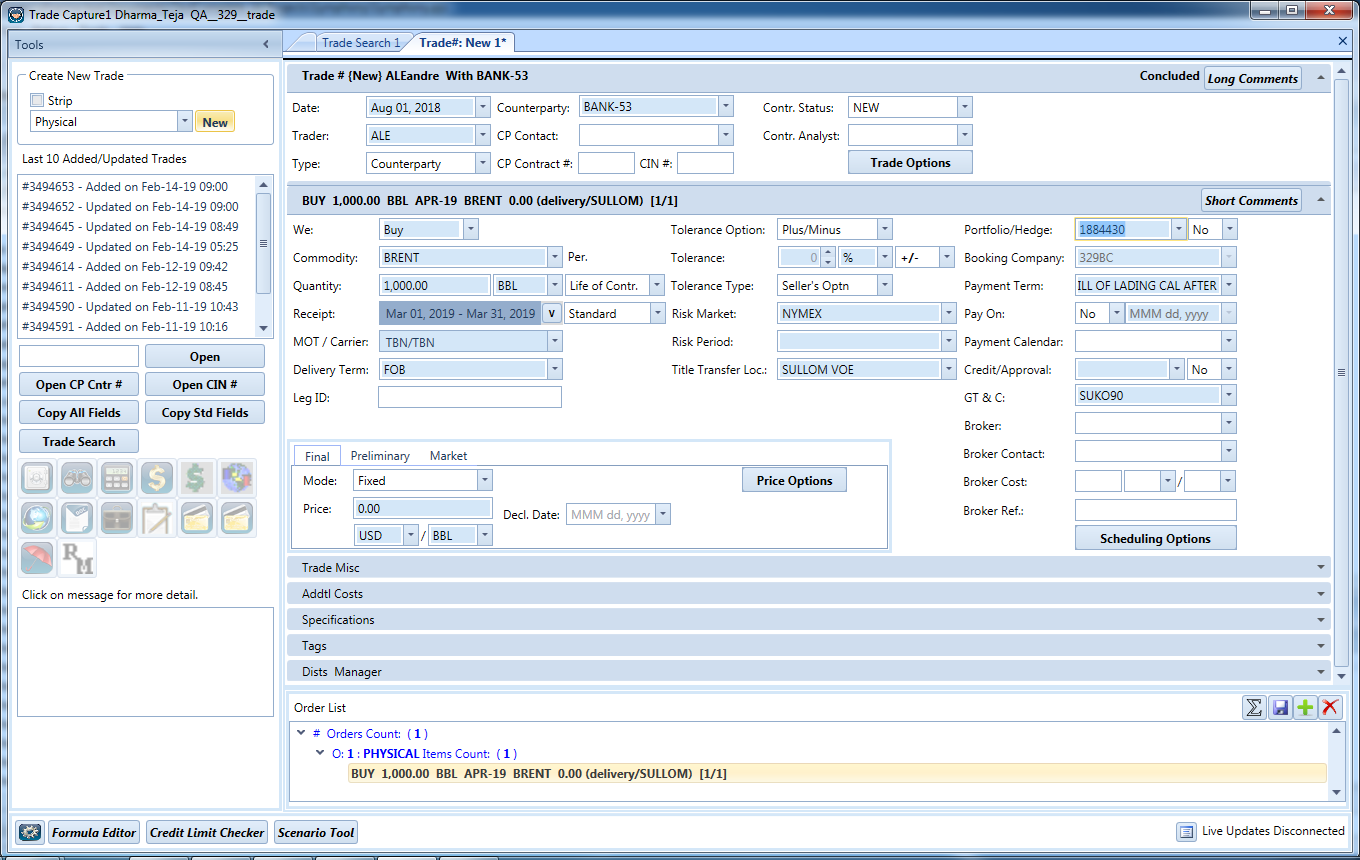 Trade Capture1 Dharma_Teja QA__329__trade
Tools
Create New Trade
Strip
Physical New
Last 10 Added/Updated Trades
#3494653 - Added on Feb-14-19 09:00
#3494652 - Updated on Feb-14-19 09:00
#3494645 - Updated on Feb-14-19 08:49
#3494649 - Updated on Feb-14-19 05:25
#3494614 - Added on Feb-12-19 09:42
#3494611 - Added on Feb-12-19 08:45
#3494590 - Updated on Feb-11-19 10:43
#3494591 - Added on Feb-11-19 10:16
Open
Open CP Cntr # Open CIN #
Copy All Fields Copy Std Fields
Trade Search
RM
Click on message for more detail.
Trade Search 1 Trade#: New 1*
Trade # {New} ALEandre With BANK-53 Concluded Long Comments
Date: Aug 01, 2018 Counterparty: BANK-53 Contr. Status: NEW
Trader: ALE CP Contact: Contr. Analyst:
Type: Counterparty CP Contract #: CIN #: Trade Options
BUY 1,000.00 BBL APR-19 BRENT 0.00 (delivery/SULLOM) [1/1] Short Comments
We: Buy Tolerance Option: Plus/Minus Portfolio/Hedge: 1884430 No
Commodity: BRENT Per. Tolerance: 0 % +/- Booking Company: 329BC
Quantity: 1,000.00 BBL Life of Contr. Tolerance Type: Seller's Optn Payment Term: ILL OF LADING CAL AFTER
Receipt: Mar 01, 2019 - Mar 31, 2019 v Standard Risk Market: NYMEX Pay On: No MMM dd, yyyy
MOT / Carrier: TBN/TBN Risk Period: Payment Calendar:
Delivery Term: FOB Title Transfer Loc.: SULLOM VOE Credit/Approval: No
Leg ID: GT & C: SUKO90
Broker:
Broker Contact:
Broker Cost: /
Broker Ref.:
Scheduling Options
Final Preliminary Market
Mode: Fixed Price Options
Price: 0.00 Decl. Date: MMM dd, yyyy
USD / BBL
Trade Misc
Addtl Costs
Specifications
Tags
Dists Manager
Order List
# Orders Count: ( 1 )
O: 1 : PHYSICAL Items Count: ( 1 )
BUY 1,000.00 BBL APR-19 BRENT 0.00 (delivery/SULLOM) [1/1]
Formula Editor Credit Limit Checker Scenario Tool Live Updates Disconnected